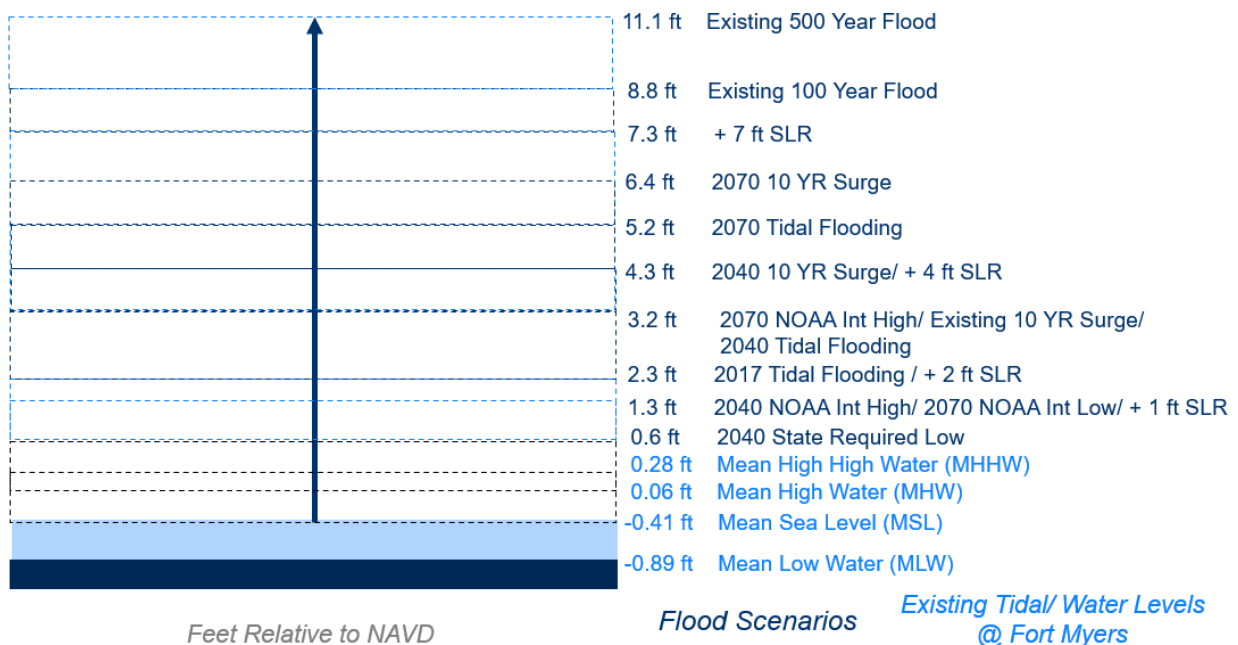 11.1 ft Existing 500 Year Flood
8.8 ft Existing 100 Year Flood
7.3 ft + 7 ft SLR
6.4 ft 2070 10 YR Surge
5.2 ft 2070 Tidal Flooding
4.3 ft 2040 10 YR Surge/ + 4 ft SLR
3.2 ft 2070 NOAA Int High/ Existing 10 YR Surge/
2040 Tidal Flooding
2.3 ft 2017 Tidal Flooding / + 2 ft SLR
1.3 ft 2040 NOAA Int High/ 2070 NOAA Int Low/ + 1 ft SLR
0.6 ft 2040 State Required Low
0.28 ft Mean High High Water (MHHW)
0.06 ft Mean High Water (MHW)
-0.41 ft Mean Sea Level (MSL)
-0.89 ft Mean Low Water (MLW)
Feet Relative to NAVD
Flood Scenarios
Existing Tidal/ Water Levels
@ Fort Myers